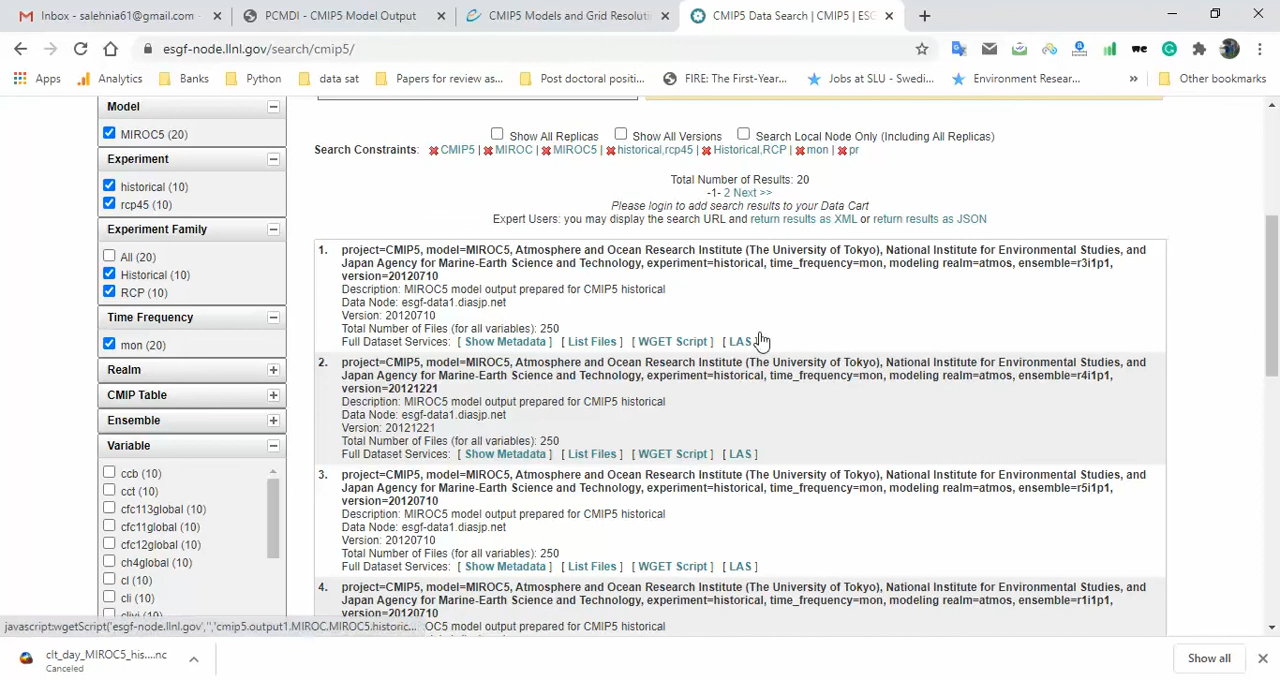 Inbox - salehnia61@gmail.com -
PCMDI - CMIP5 Model Output
CMIP5 Models and Grid Resoluti
CMIP5 Data Search | CMIP5 | ESG
esgf-node.llnl.gov/search/cmip5/
Apps
Analytics
Banks
Python
data sat
Papers for review as...
Post doctoral positi...
FIRE: The First-Year...
Jobs at SLU - Swedi...
Environment Resear...
»
Other bookmarks
Model
MIROC5 (20)
Experiment
historical (10)
rcp45 (10)
Experiment Family
All (20)
Historical (10)
RCP (10)
Time Frequency
mon (20)
Realm
CMIP Table
Ensemble
Variable
ccb (10)
cct (10)
cfc113global (10)
cfc11global (10)
cfc12global (10)
ch4global (10)
cl (10)
cli (10)
clivi (10)
Show All Replicas
Show All Versions
Search Local Node Only (Including All Replicas)
Search Constraints: CMIP5 | MIROC | MIROC5 | historical,rcp45 | Historical,RCP | mon | pr
Total Number of Results: 20
-1- 2 Next >>
Please login to add search results to your Data Cart
Expert Users: you may display the search URL and return results as XML or return results as JSON
1. project=CMIP5, model=MIROC5, Atmosphere and Ocean Research Institute (The University of Tokyo), National Institute for Environmental Studies, and
Japan Agency for Marine-Earth Science and Technology, experiment=historical, time_frequency=mon, modeling realm=atmos, ensemble=r3i1p1,
version=20120710
Description: MIROC5 model output prepared for CMIP5 historical
Data Node: esgf-data1.diasjp.net
Version: 20120710
Total Number of Files (for all variables): 250
Full Dataset Services: [ Show Metadata ] [ List Files ] [ WGET Script ] [ LAS
2. project=CMIP5, model=MIROC5, Atmosphere and Ocean Research Institute (The University of Tokyo), National Institute for Environmental Studies, and
Japan Agency for Marine-Earth Science and Technology, experiment=historical, time_frequency=mon, modeling realm=atmos, ensemble=r4i1p1,
version=20121221
Description: MIROC5 model output prepared for CMIP5 historical
Data Node: esgf-data1.diasjp.net
Version: 20121221
Total Number of Files (for all variables): 250
Full Dataset Services: [ Show Metadata ] [ List Files ] [ WGET Script ] [ LAS ]
3. project=CMIP5, model=MIROC5, Atmosphere and Ocean Research Institute (The University of Tokyo), National Institute for Environmental Studies, and
Japan Agency for Marine-Earth Science and Technology, experiment=historical, time_frequency=mon, modeling realm=atmos, ensemble=r5i1p1,
version=20120710
Description: MIROC5 model output prepared for CMIP5 historical
Data Node: esgf-data1.diasjp.net
Version: 20120710
Total Number of Files (for all variables): 250
Full Dataset Services: [ Show Metadata ] [ List Files ] [ WGET Script ] [ LAS ]
4. project=CMIP5, model=MIROC5, Atmosphere and Ocean Research Institute (The University of Tokyo), National Institute for Environmental Studies, and
Japan Agency for Marine-Earth Science and Technology, experiment=historical, time_frequency=mon, modeling realm=atmos, ensemble=r1i1p1,
version=20120710
OC5 model output prepared for CMIP5 historical
javascript:wgetScript('esgf-node.llnl.gov','','cmip5.output1.MIROC.MIROC5.historic...
clt_day_MIROC5_his....nc
Canceled
Show all